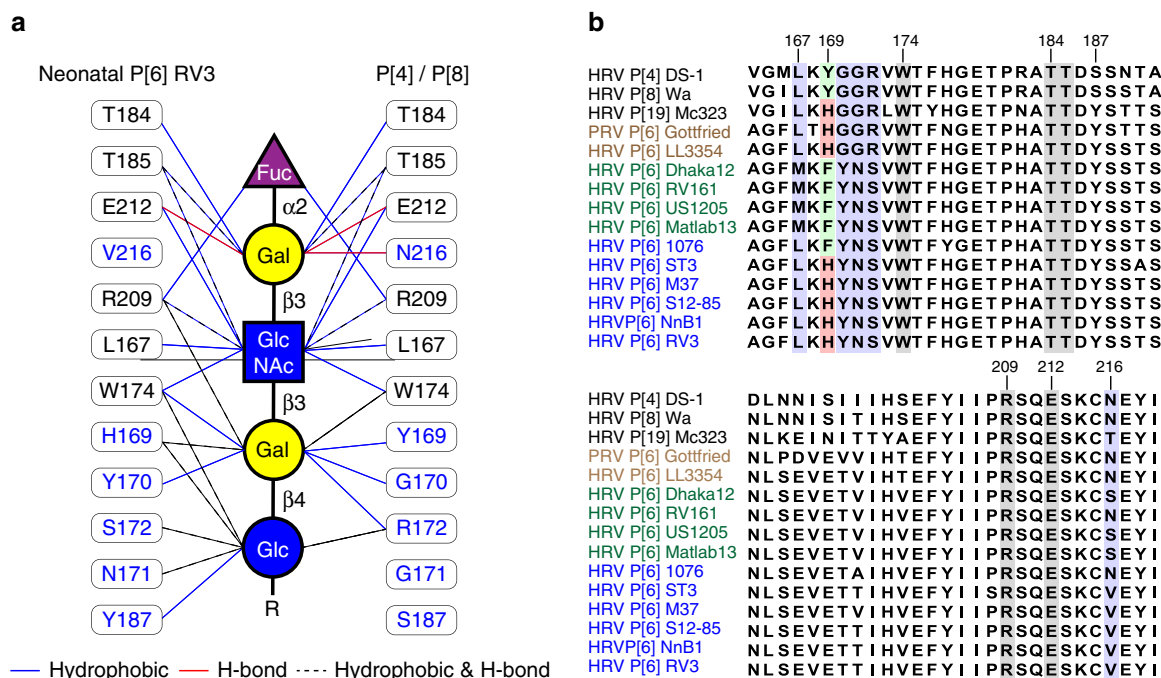 a
Neonatal P[6] RV3
P[4] / P[8]
T184
T184
T185
Fuc
T185
α2
E212
E212
V216
Gal
N216
R209
β3
R209
L167
Glc
NAc
L167
W174
β3
W174
H169
Gal
Y169
Y170
G170
β4
S172
Glc
R172
N171
G171
Y187
R
S187
Hydrophobic H-bond Hydrophobic & H-bond
b
167 169 174 184 187
HRV P[4] DS-1 VGMLKYGGRVWTFHGETPRATTDSSNTA
HRV P[8] Wa VGILKYGGRVWTFHGETPRATTDSSSTA
HRV P[19] Mc323 VGILKHGGRLWTYHGETPNATTDYSTTS
PRV P[6] Gottfried AGFLTHGGRVWTFNGETPHATTDYSTTS
HRV P[6] LL3354 AGFLKHGGRVWTFHGETPHATTDYSSTS
HRV P[6] Dhaka12 AGFMKFYNSVWTFHGETPHATTDYSSTS
HRV P[6] RV161 AGFMKFYNSVWTFHGETPHATTDYSSTS
HRV P[6] US1205 AGFMKFYNSVWTFHGETPHATTDYSSTS
HRV P[6] Matlab13 AGFMKFYNSVWTFHGETPHATTDYSSTS
HRV P[6] 1076 AGFLKFYNSVWTYHGETPHATTDYSSTS
HRV P[6] ST3 AGFLKHYNSVWTFHGETPHATTDYSSAS
HRV P[6] M37 AGFLKHYNSVWTFHGETPHATTDYSSTS
HRV P[6] S12-85 AGFLKHYNSVWTFHGETPHATTDYSSTS
HRVP[6] NnB1 AGFLKHYNSVWTFHGETPHATTDYSSTS
HRV P[6] RV3 AGFLKHYNSVWTFHGETPHATTDYSSTS
209 212 216
HRV P[4] DS-1 DLNNISIIIHSEFYIIPRSQESKCNEYI
HRV P[8] Wa NLNNISITIHSEFYIIPRSQESKCNEYI
HRV P[19] Mc323 NLKEINITTYAEFYIIPRSQESKCTEYI
PRV P[6] Gottfried NLPDVEVVIHTEFYIIPRSQESKCNEYI
HRV P[6] LL3354 NLSEVETVIHTEFYIIPRSQESKCNEYI
HRV P[6] Dhaka12 NLSEVETVIHVEFYIIPRSQESKCSEYI
HRV P[6] RV161 NLSEVETVIHVEFYIIPRSQESKCSEYI
HRV P[6] US1205 NLSEVETVIHVEFYIIPRSQESKCSEYI
HRV P[6] Matlab13 NLSEVETVIHVEFYIIPRSQESKCSEYI
HRV P[6] 1076 NLSEVETAIHVEFYIIPRSQESKCNEYI
HRV P[6] ST3 NLSEVETTIHVEFYIIPRSQESKCVEYI
HRV P[6] M37 NLSEVETTIHVEFYIIPRSQESKCVEYI
HRV P[6] S12-85 NLSEVETTIHVEFYIIPRSQESKCVEYI
HRVP[6] NnB1 NLSEVETTIHVEFYIIPRSQESKCVEYI
HRV P[6] RV3 NLSEVETTIHVEFYIIPRSQESKCVEYI